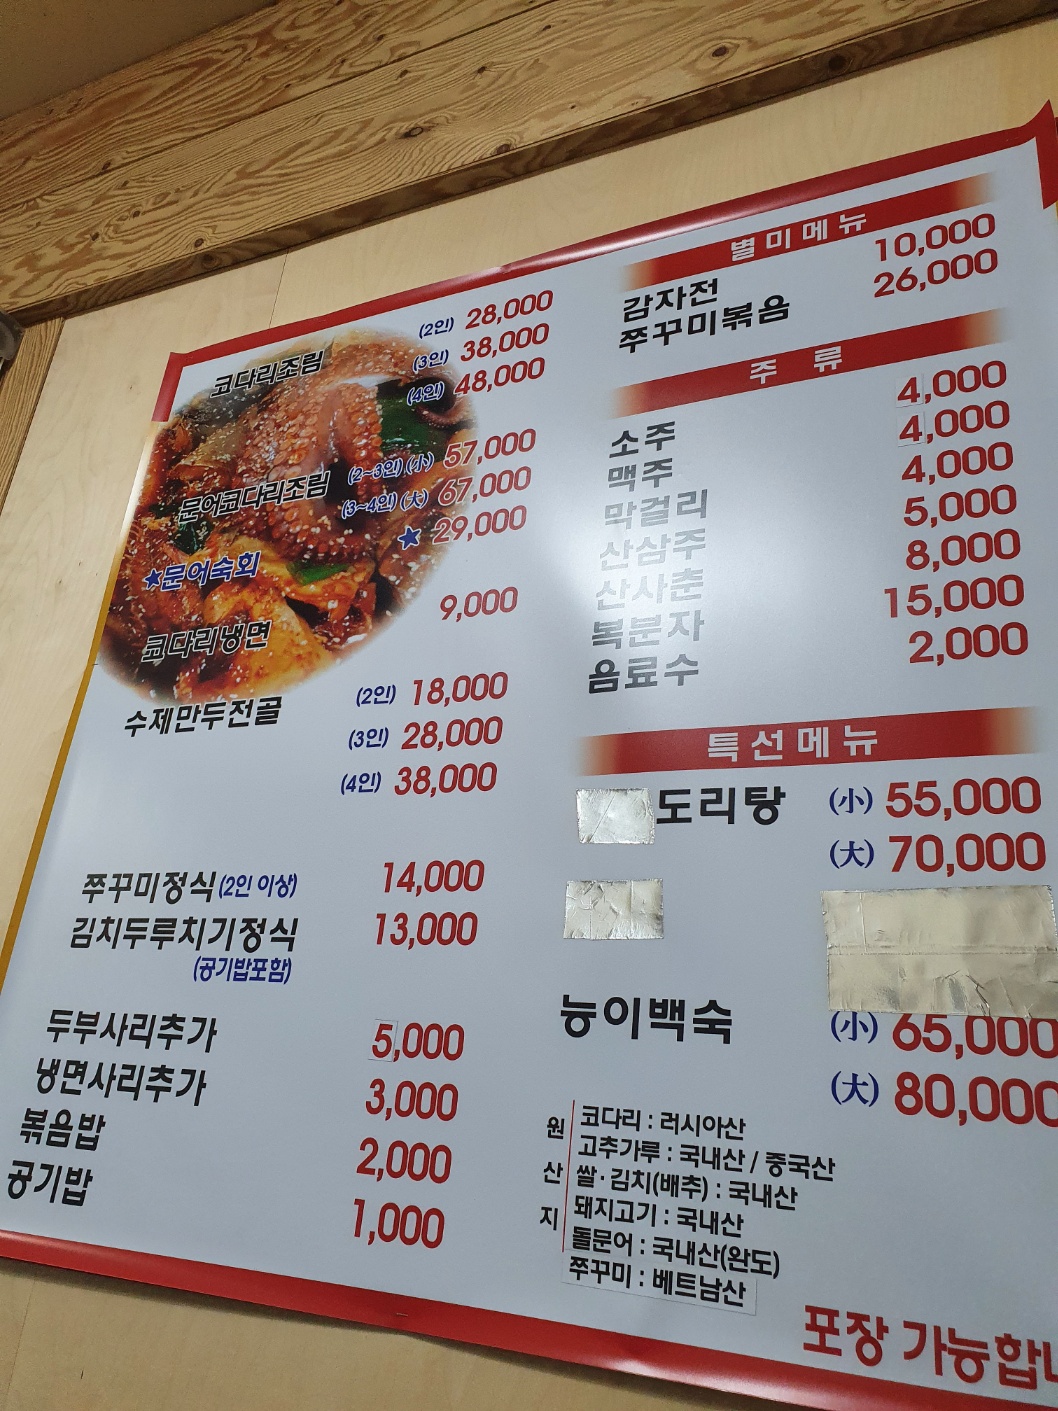 코다리조림 (2인) 28,000
(3인) 38,000
(4인) 48,000
문어코다리조림 (2~3인) (小) 57,000
(3~4인) (大) 67,000
★문어숙회 ★ 29,000
코다리냉면 9,000
수제만두전골 (2인) 18,000
(3인) 28,000
(4인) 38,000
쭈꾸미정식(2인 이상) 14,000
김치두루치기정식 13,000
(공기밥포함)
두부사리추가 5,000
냉면사리추가 3,000
볶음밥 2,000
공기밥 1,000
별미메뉴
감자전 10,000
쭈꾸미볶음 26,000
주 류
소주 4,000
맥주 4,000
막걸리 4,000
산삼주 5,000
산사춘 8,000
복분자 15,000
음료수 2,000
특선메뉴
도리탕 (小) 55,000
(大) 70,000
능이백숙 (小) 65,000
(大) 80,000
원산지
코다리 : 러시아산
고추가루 : 국내산 / 중국산
쌀·김치(배추) : 국내산
돼지고기 : 국내산
돌문어 : 국내산(완도)
쭈꾸미 : 베트남산
포장 가능합